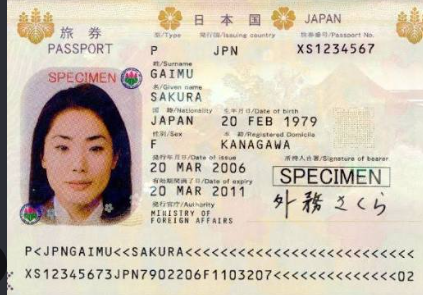 日本国 JAPAN
旅券
PASSPORT
型/Type 発行国/Issuing country 旅券番号/Passport No.
P JPN XS1234567
SPECIMEN
姓/Surname
GAIMU
名/Given name
SAKURA
国籍/Nationality 生年月日/Date of birth
JAPAN 20 FEB 1979
性別/Sex 本籍/Registered Domicile
F KANAGAWA
発行年月日/Date of issue 所持人自署/Signature of bearer
20 MAR 2006
SPECIMEN
有効期間満了日/Date of expiry
20 MAR 2011
外務さくら
発行官庁/Authority
MINISTRY OF
FOREIGN AFFAIRS
P<JPNGAIMU<<SAKURA<<<<<<<<<<<<<<<<<<<<<<<<<<
XS12345673JPN7902206F1103207<<<<<<<<<<<<<<02